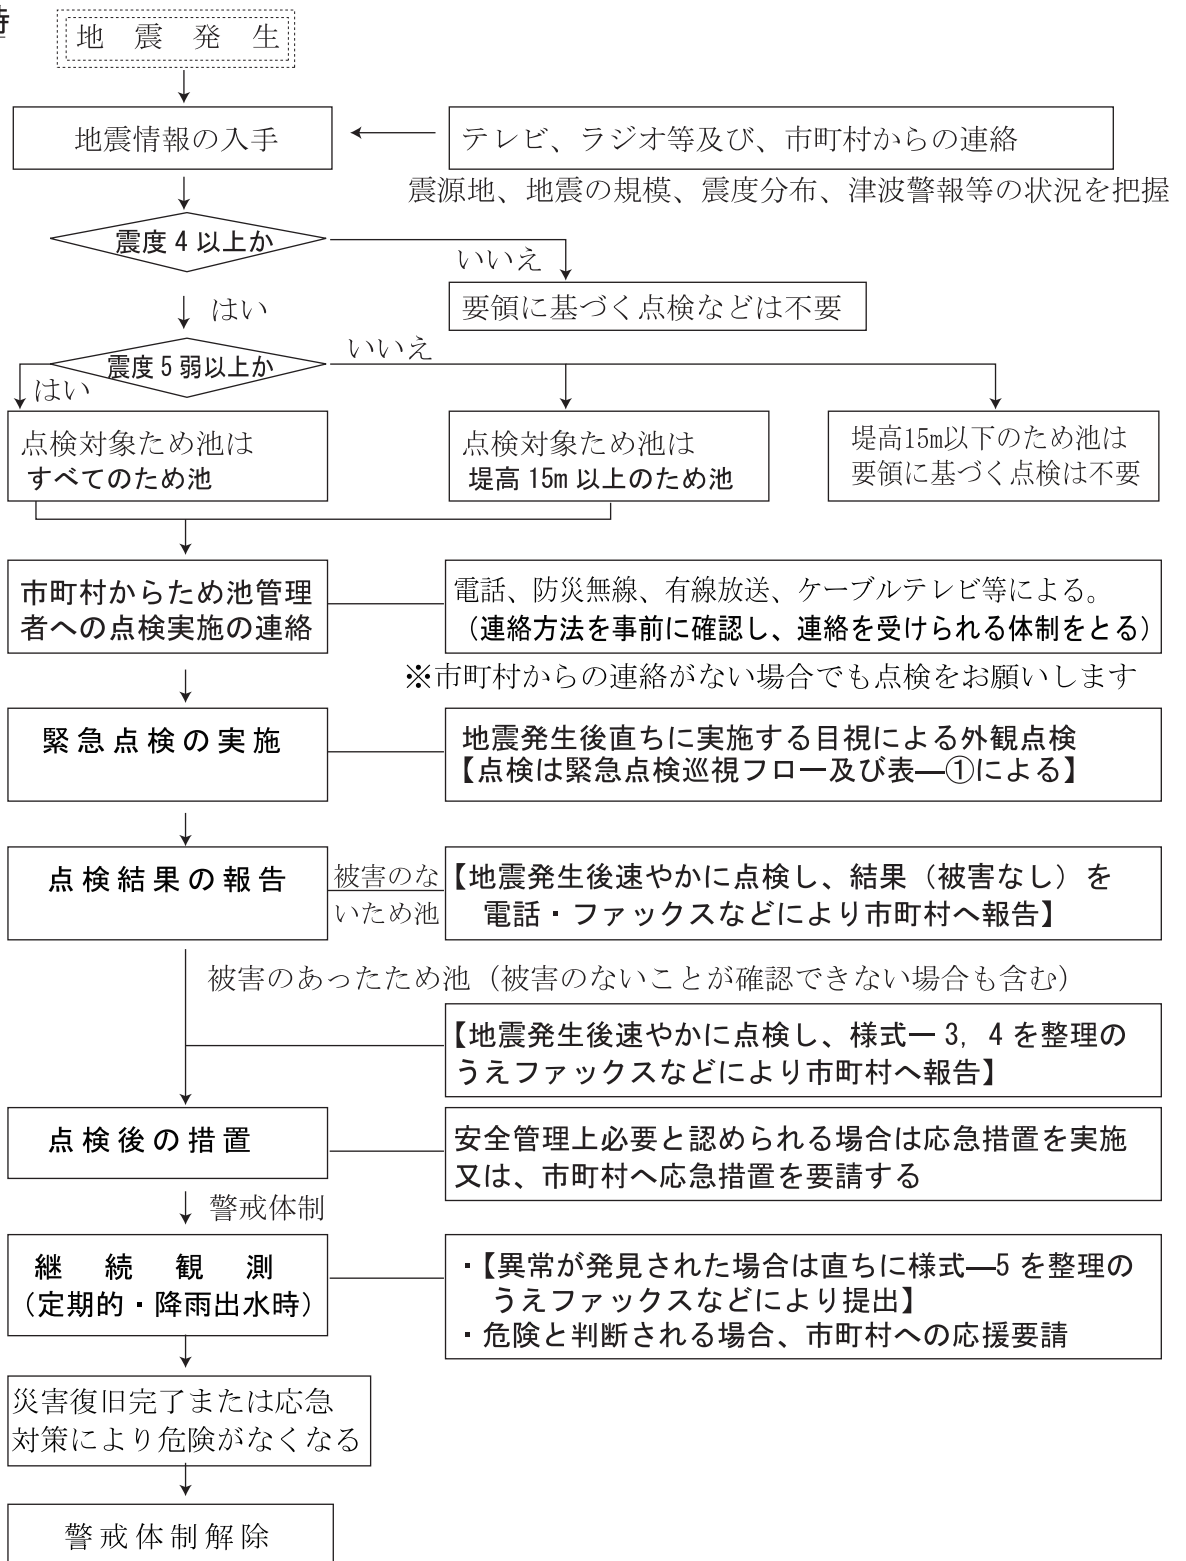 時
地 震 発 生
地震情報の入手
テレビ、ラジオ等及び、市町村からの連絡
震源地、地震の規模、震度分布、津波警報等の状況を把握
震度4以上か
いいえ
要領に基づく点検などは不要
はい
震度5弱以上か
いいえ
はい
点検対象ため池は
すべてのため池
点検対象ため池は
堤高15m以上のため池
堤高15m以下のため池は
要領に基づく点検は不要
市町村からため池管理
者への点検実施の連絡
電話、防災無線、有線放送、ケーブルテレビ等による。
（連絡方法を事前に確認し、連絡を受けられる体制をとる）
※市町村からの連絡がない場合でも点検をお願いします
緊急点検の実施
地震発生後直ちに実施する目視による外観点検
【点検は緊急点検巡視フロー及び表―①による】
点検結果の報告
被害のな
いため池
【地震発生後速やかに点検し、結果（被害なし）を
電話・ファックスなどにより市町村へ報告】
被害のあったため池（被害のないことが確認できない場合も含む）
【地震発生後速やかに点検し、様式―3，4を整理の
うえファックスなどにより市町村へ報告】
点検後の措置
安全管理上必要と認められる場合は応急措置を実施
又は、市町村へ応急措置を要請する
警戒体制
継 続 観 測
（定期的・降雨出水時）
・【異常が発見された場合は直ちに様式―5を整理の
うえファックスなどにより提出】
・危険と判断される場合、市町村への応援要請
災害復旧完了または応急
対策により危険がなくなる
警戒体制解除